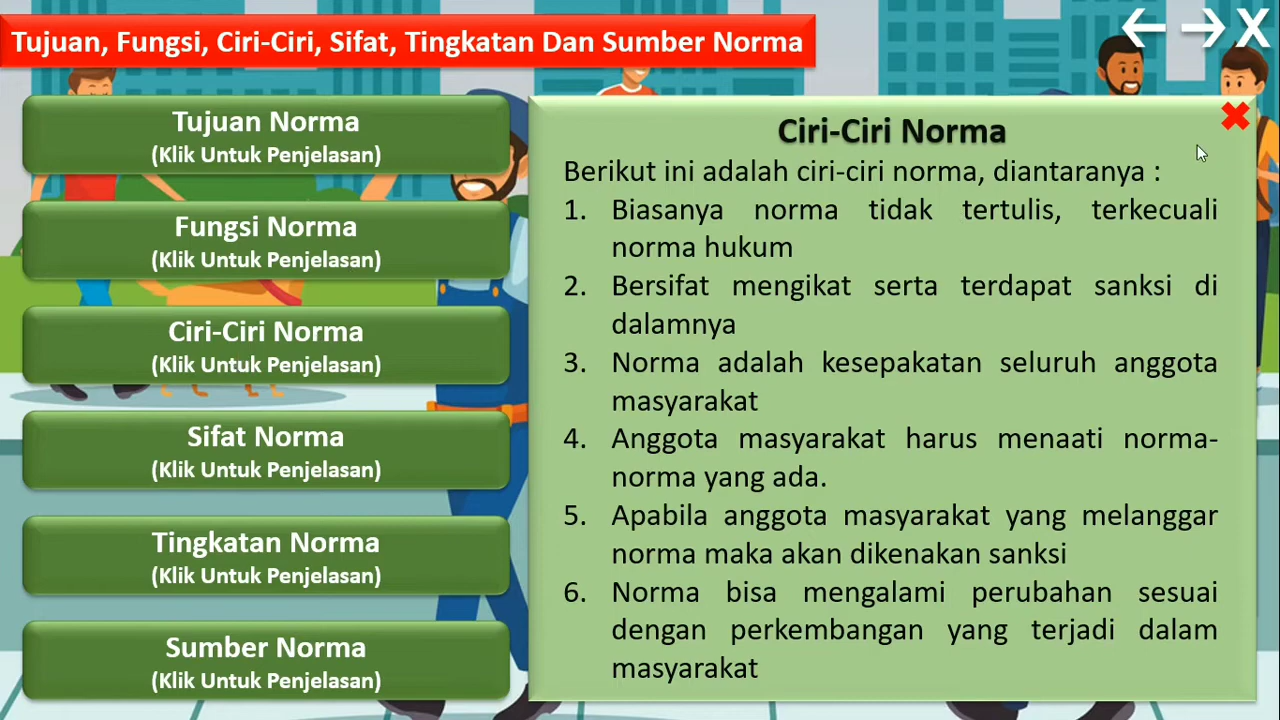 Tujuan, Fungsi, Ciri-Ciri, Sifat, Tingkatan Dan Sumber Norma
X
Tujuan Norma
(Klik Untuk Penjelasan)
Fungsi Norma
(Klik Untuk Penjelasan)
Ciri-Ciri Norma
(Klik Untuk Penjelasan)
Sifat Norma
(Klik Untuk Penjelasan)
Tingkatan Norma
(Klik Untuk Penjelasan)
Sumber Norma
(Klik Untuk Penjelasan)
Ciri-Ciri Norma
Berikut ini adalah ciri-ciri norma, diantaranya :
1. Biasanya norma tidak tertulis, terkecuali
norma hukum
2. Bersifat mengikat serta terdapat sanksi di
dalamnya
3. Norma adalah kesepakatan seluruh anggota
masyarakat
4. Anggota masyarakat harus menaati norma-
norma yang ada.
5. Apabila anggota masyarakat yang melanggar
norma maka akan dikenakan sanksi
6. Norma bisa mengalami perubahan sesuai
dengan perkembangan yang terjadi dalam
masyarakat